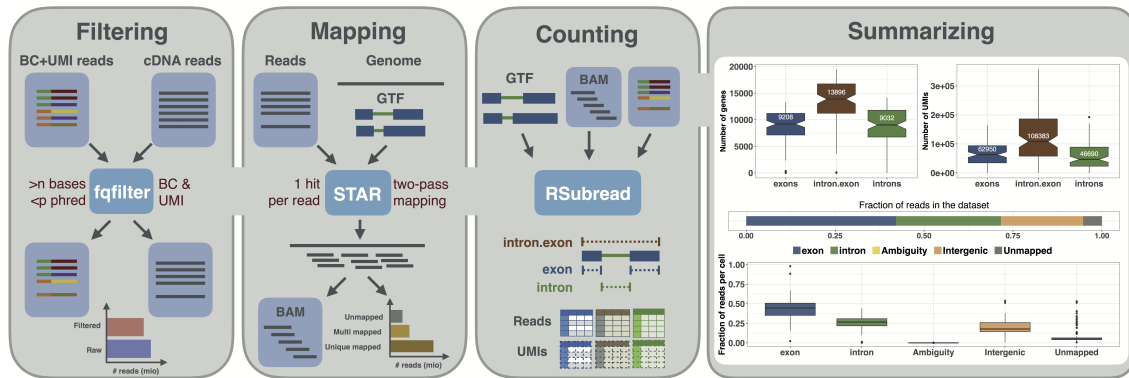 Filtering
BC+UMI reads
cDNA reads
>n bases
<p phred
fqfilter
BC &
UMI
Filtered
Raw
# reads (mio)
Mapping
Reads
Genome
GTF
1 hit
per read
STAR
two-pass
mapping
BAM
Unmapped
Multi mapped
Unique mapped
# reads (mio)
Counting
GTF
BAM
RSubread
intron.exon
exon
intron
Reads
UMIs
Summarizing
Number of genes
20000
15000
10000
5000
0
9208
13896
9032
exons
intron.exon
introns
Number of UMIs
3e+05
2e+05
1e+05
0e+00
62950
108383
46690
exons
intron.exon
introns
Fraction of reads in the dataset
0.00
0.25
0.50
0.75
1.00
exon
intron
Ambiguity
Intergenic
Unmapped
Fraction of reads per cell
1.00
0.75
0.50
0.25
0.00
exon
intron
Ambiguity
Intergenic
Unmapped